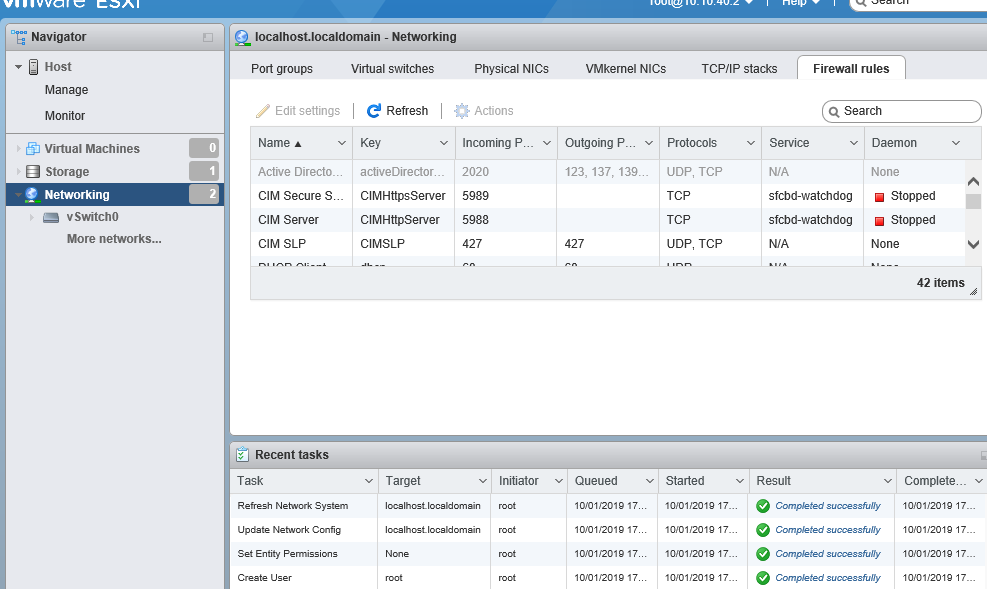 vmware ESXi
root@10.10.40.2 | Help | Search
Navigator
Host
Manage
Monitor
Virtual Machines 0
Storage 1
Networking 2
vSwitch0
More networks...
localhost.localdomain - Networking
Port groups Virtual switches Physical NICs VMkernel NICs TCP/IP stacks Firewall rules
Edit settings | Refresh | Actions Search
Name Key Incoming P... Outgoing P... Protocols Service Daemon
Active Directo... activeDirector... 2020 123, 137, 139... UDP, TCP N/A None
CIM Secure S... CIMHttpsServer 5989 TCP sfcbd-watchdog Stopped
CIM Server CIMHttpServer 5988 TCP sfcbd-watchdog Stopped
CIM SLP CIMSLP 427 427 UDP, TCP N/A None
DHCP Client dhcp 68 68 UDP N/A None
42 items
Recent tasks
Task Target Initiator Queued Started Result Complete...
Refresh Network System localhost.localdomain root 10/01/2019 17... 10/01/2019 17... Completed successfully 10/01/2019 17...
Update Network Config localhost.localdomain root 10/01/2019 17... 10/01/2019 17... Completed successfully 10/01/2019 17...
Set Entity Permissions None root 10/01/2019 17... 10/01/2019 17... Completed successfully 10/01/2019 17...
Create User root root 10/01/2019 17... 10/01/2019 17... Completed successfully 10/01/2019 17...